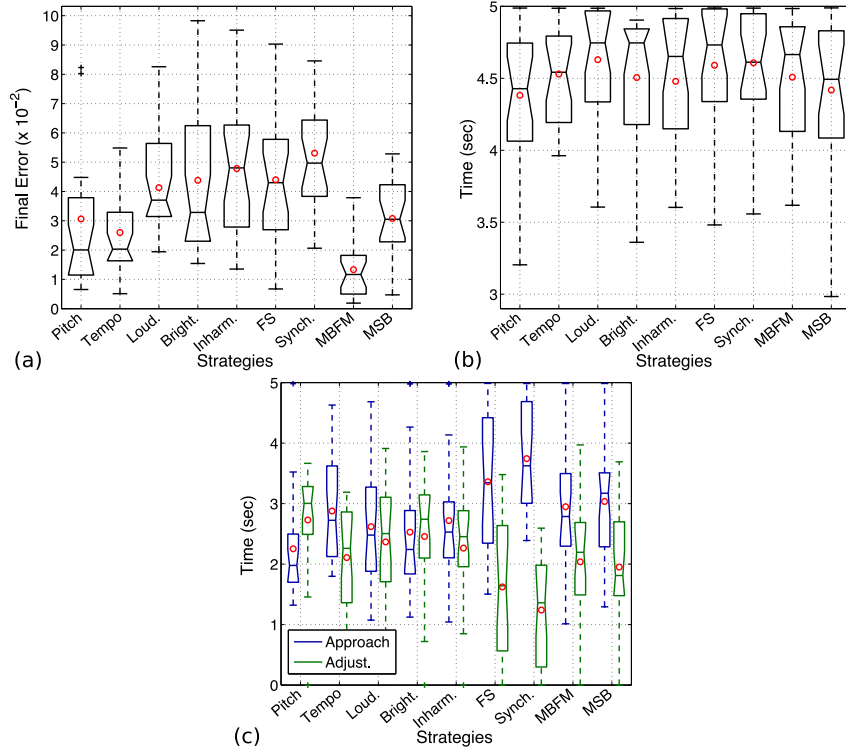 Final Error (x 10−2)
10
9
8
7
6
5
4
3
2
1
0
Pitch
Tempo
Loud.
Bright.
Inharm.
FS
Synch.
MBFM
MSB
Strategies
(a)
Time (sec)
5
4.5
4
3.5
3
Pitch
Tempo
Loud.
Bright.
Inharm.
FS
Synch.
MBFM
MSB
Strategies
(b)
Time (sec)
5
4
3
2
1
0
Approach
Adjust.
Pitch
Tempo
Loud.
Bright.
Inharm.
FS
Synch.
MBFM
MSB
Strategies
(c)